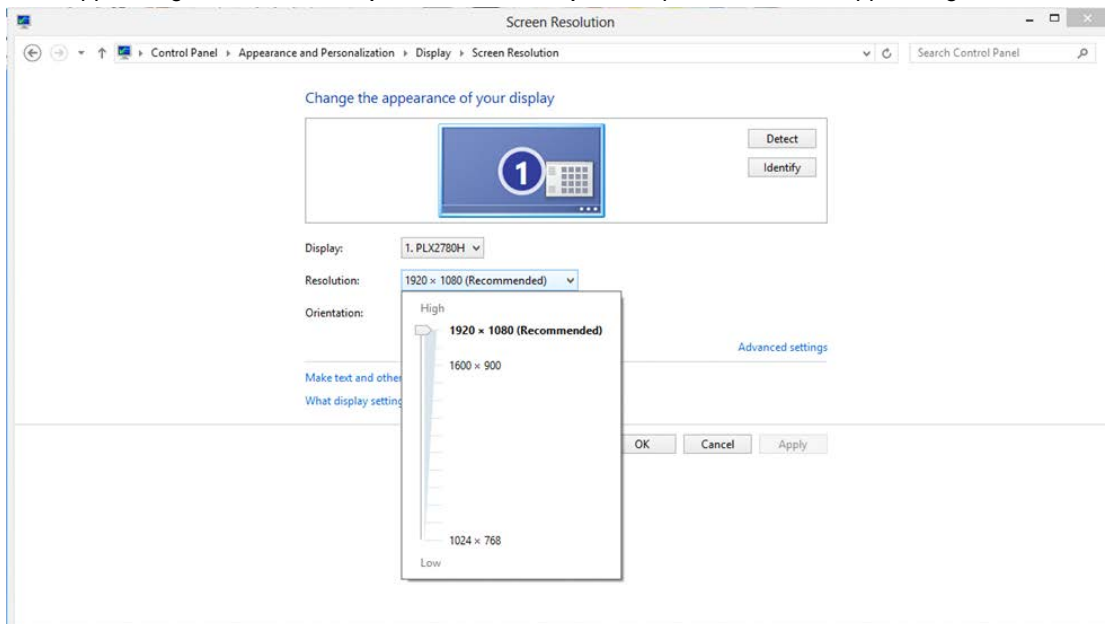 Screen Resolution
Control Panel Appearance and Personalization Display Screen Resolution
Search Control Panel
Change the appearance of your display
1
Detect
Identify
Display:
1. PLX2780H
Resolution:
1920 × 1080 (Recommended)
Orientation:
High
1920 × 1080 (Recommended)
1600 × 900
1024 × 768
Low
Advanced settings
Make text and other
What display setting
OK
Cancel
Apply